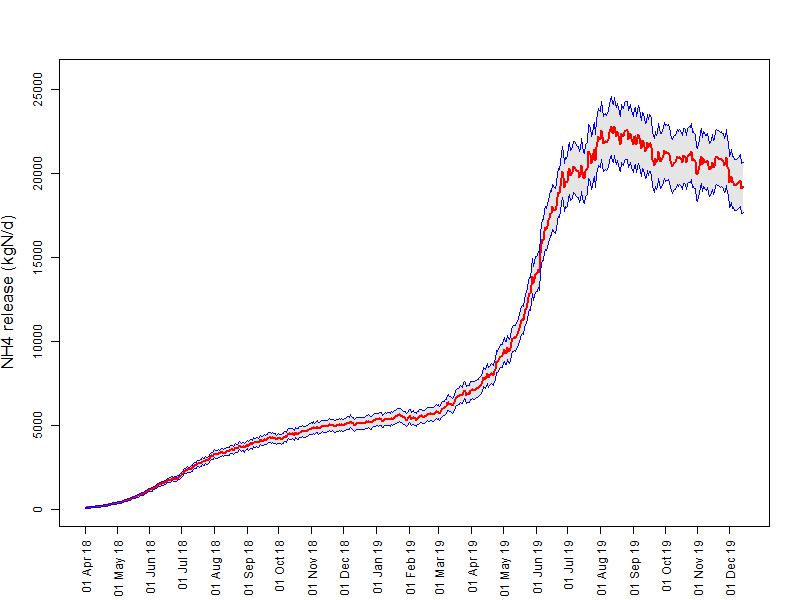 NH4 release (kgN/d)
25000
20000
15000
10000
5000
0
01 Apr 18
01 May 18
01 Jun 18
01 Jul 18
01 Aug 18
01 Sep 18
01 Oct 18
01 Nov 18
01 Dec 18
01 Jan 19
01 Feb 19
01 Mar 19
01 Apr 19
01 May 19
01 Jun 19
01 Jul 19
01 Aug 19
01 Sep 19
01 Oct 19
01 Nov 19
01 Dec 19